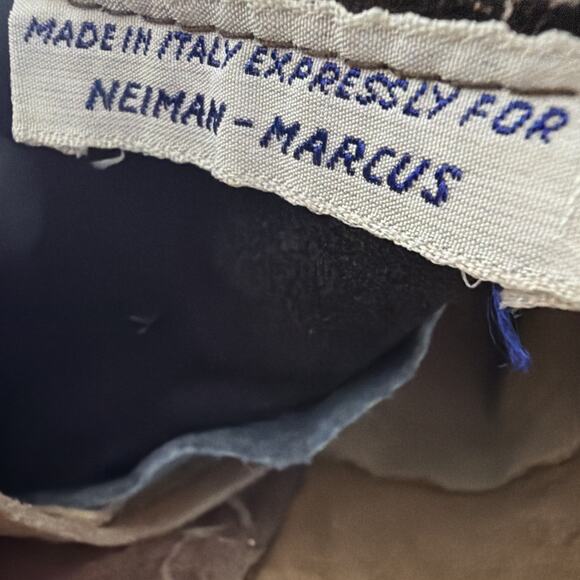 MADE IN ITALY EXPRESSLY FOR
NEIMAN - MARCUS